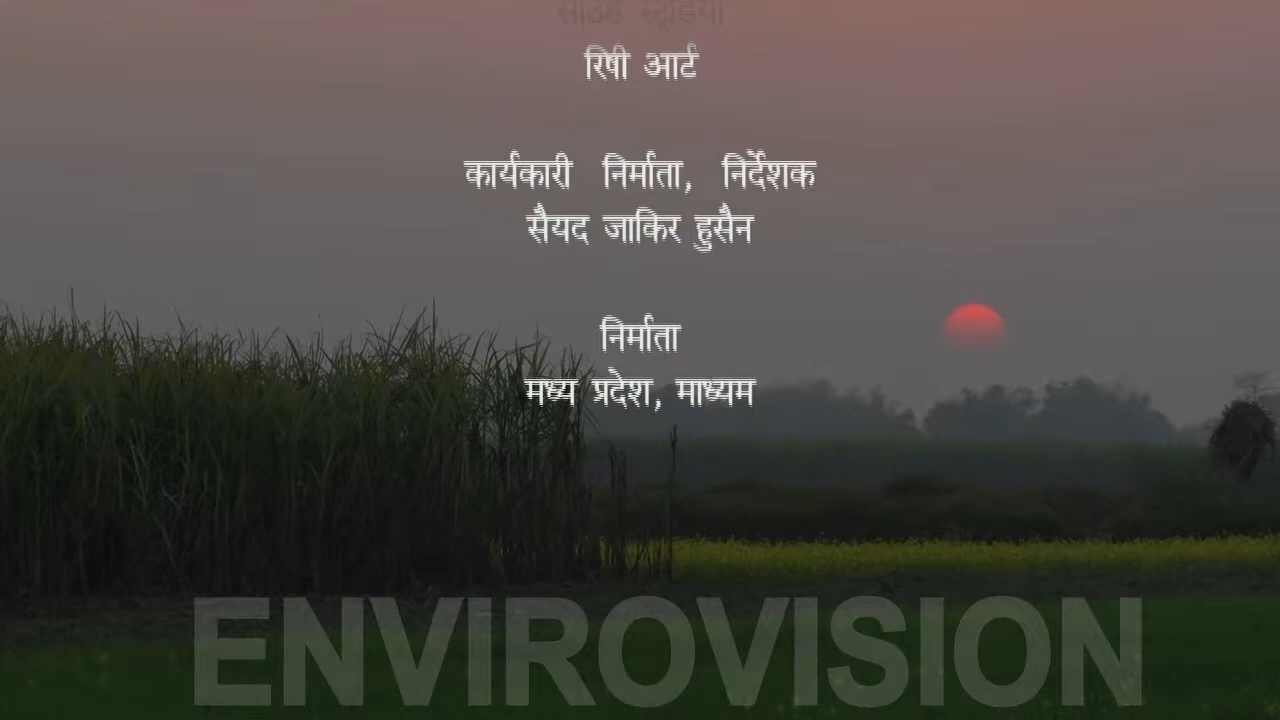 रिषी आर्ट
कार्यकारी निर्माता, निर्देशक
सैयद जाकिर हुसैन
निर्माता
मध्य प्रदेश, माध्यम
ENVIROVISION